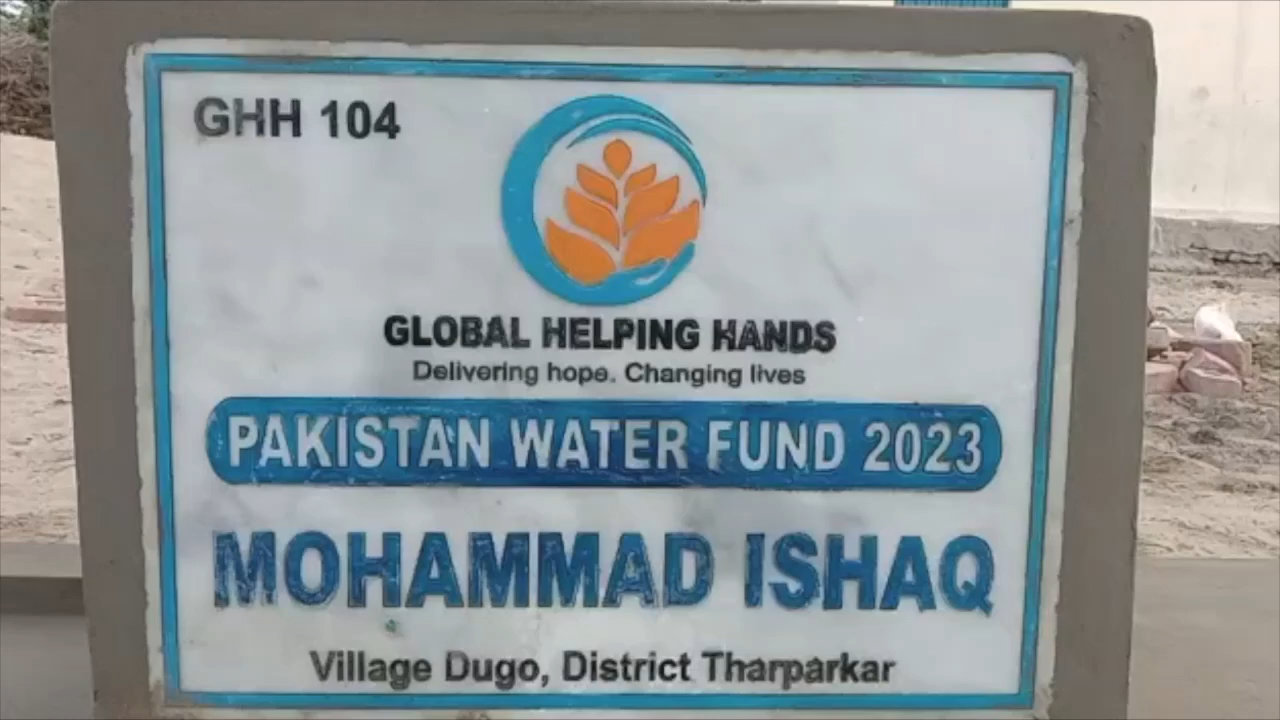 GHH 104
GLOBAL HELPING HANDS
Delivering hope. Changing lives
PAKISTAN WATER FUND 2023
MOHAMMAD ISHAQ
Village Dugo, District Tharparkar